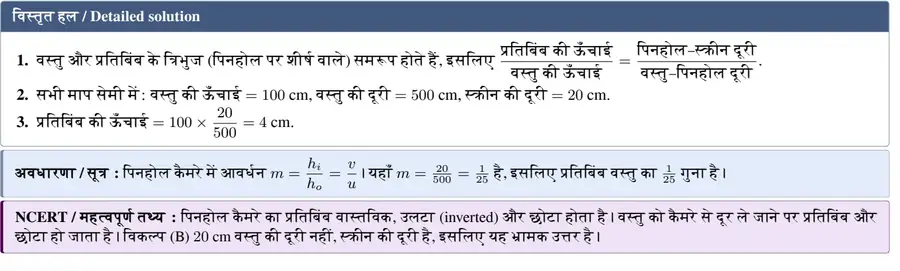 विस्तृत हल / Detailed solution
1. वस्तु और प्रतिबिंब के त्रिभुज (पिनहोल पर शीर्ष वाले) समरूप होते हैं, इसलिए प्रतिबिंब की ऊँचाई / वस्तु की ऊँचाई = पिनहोल–स्क्रीन दूरी / वस्तु–पिनहोल दूरी.
2. सभी माप सेमी में : वस्तु की ऊँचाई = 100 cm, वस्तु की दूरी = 500 cm, स्क्रीन की दूरी = 20 cm.
3. प्रतिबिंब की ऊँचाई = 100 × 20/500 = 4 cm.
अवधारणा / सूत्र : पिनहोल कैमरे में आवर्धन m = hᵢ/hₒ = v/u । यहाँ m = 20/500 = 1/25 है, इसलिए प्रतिबिंब वस्तु का 1/25 गुना है।
NCERT / महत्वपूर्ण तथ्य : पिनहोल कैमरे का प्रतिबिंब वास्तविक, उलटा (inverted) और छोटा होता है। वस्तु को कैमरे से दूर ले जाने पर प्रतिबिंब और
छोटा हो जाता है। विकल्प (B) 20 cm वस्तु की दूरी नहीं, स्क्रीन की दूरी है, इसलिए यह भ्रामक उत्तर है।